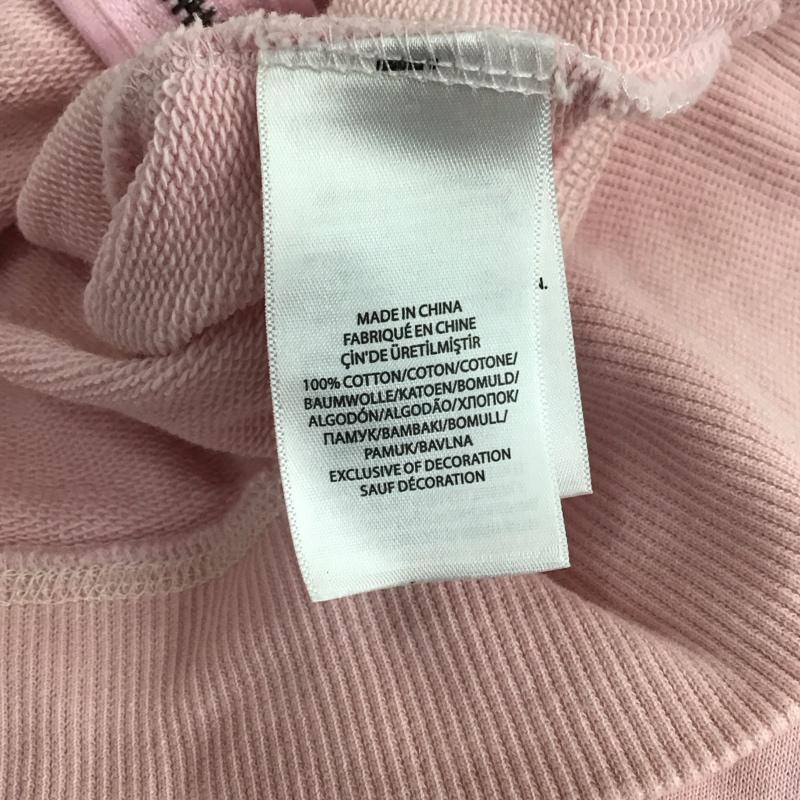 MADE IN CHINA
FABRIQUÉ EN CHINE
ÇİN'DE ÜRETİLMİŞTİR
100% COTTON/COTON/COTONE/
BAUMWOLLE/KATOEN/BOMULD/
ALGODÓN/ALGODÃO/ХЛОПОК/
ПАМУК/BAMBAKI/BOMULL/
PAMUK/BAVLNA
EXCLUSIVE OF DECORATION
SAUF DÉCORATION